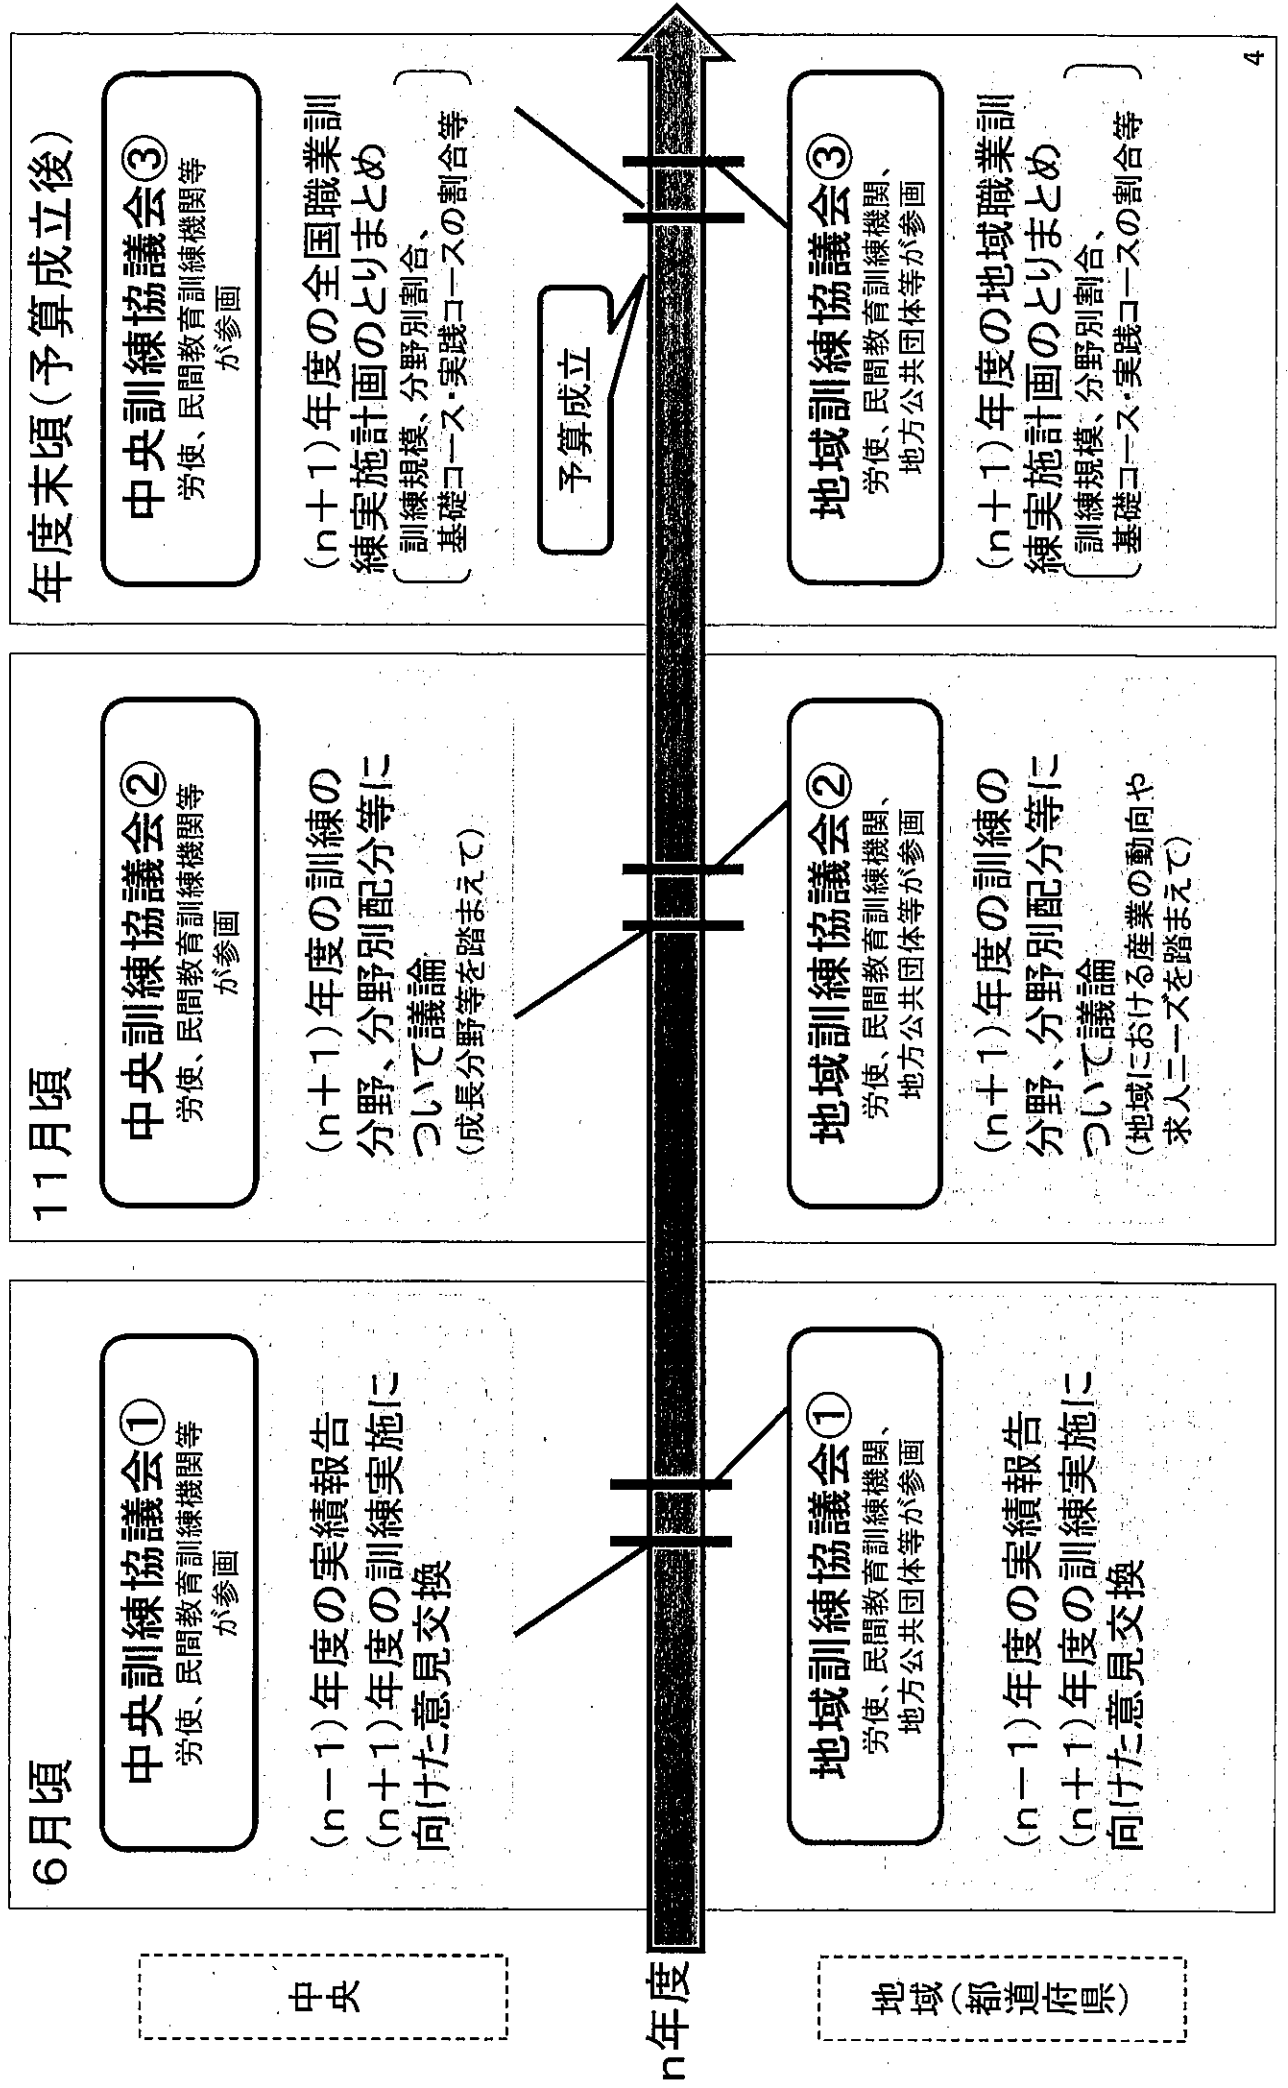 6月頃
11月頃
年度末頃(予算成立後)
中央
中央訓練協議会①
労使、民間教育訓練機関等
が参画
(n-1)年度の実績報告
(n+1)年度の訓練実施に
向けた意見交換
中央訓練協議会②
労使、民間教育訓練機関等
が参画
(n+1)年度の訓練の
分野、分野別配分等に
ついて議論
(成長分野等を踏まえて)
中央訓練協議会③
労使、民間教育訓練機関等
が参画
(n+1)年度の全国職業訓
練実施計画のとりまとめ
訓練規模、分野別割合、
基礎コース・実践コースの割合等
予算成立
n年度
地域(都道府県)
地域訓練協議会①
労使、民間教育訓練機関、
地方公共団体等が参画
(n-1)年度の実績報告
(n+1)年度の訓練実施に
向けた意見交換
地域訓練協議会②
労使、民間教育訓練機関、
地方公共団体等が参画
(n+1)年度の訓練の
分野、分野別配分等に
ついて議論
(地域における産業の動向や
求人ニーズを踏まえて)
地域訓練協議会③
労使、民間教育訓練機関、
地方公共団体等が参画
(n+1)年度の地域職業訓
練実施計画のとりまとめ
訓練規模、分野別割合、
基礎コース・実践コースの割合等
4